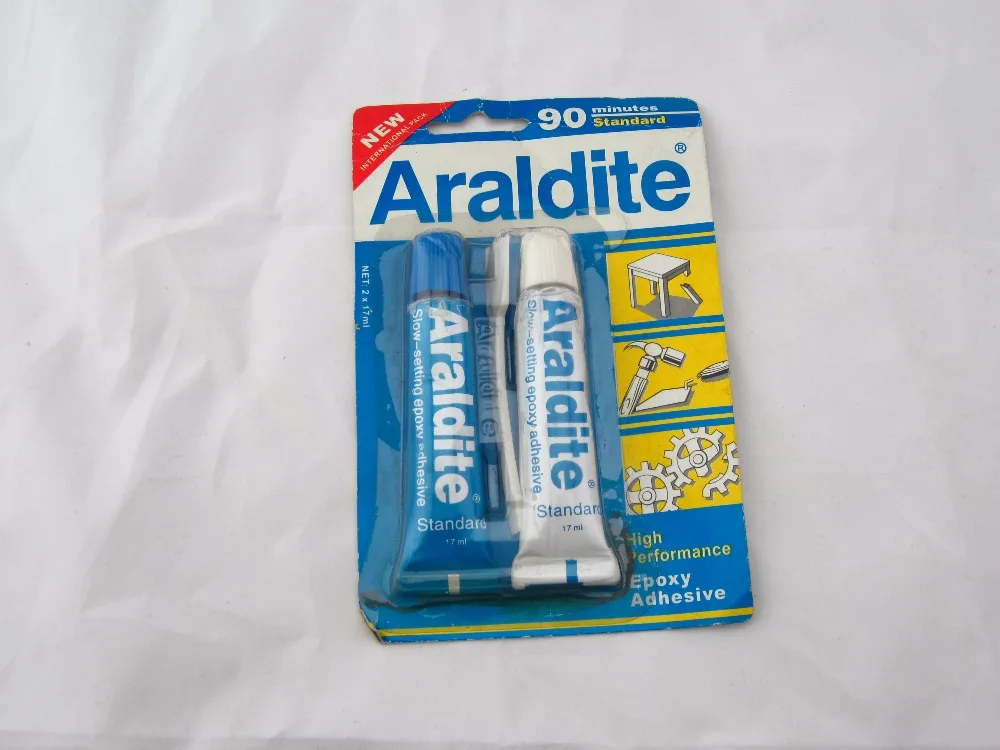 NEW
INTERNATIONAL PACK
90 minutes
Standard
Araldite®
NET: 2 x 17ml
Araldite®
Slow-setting epoxy adhesive
Standard
17 ml
Araldite
Araldite®
Slow-setting epoxy adhesive
Standard
17 ml
High
Performance
Epoxy
Adhesive